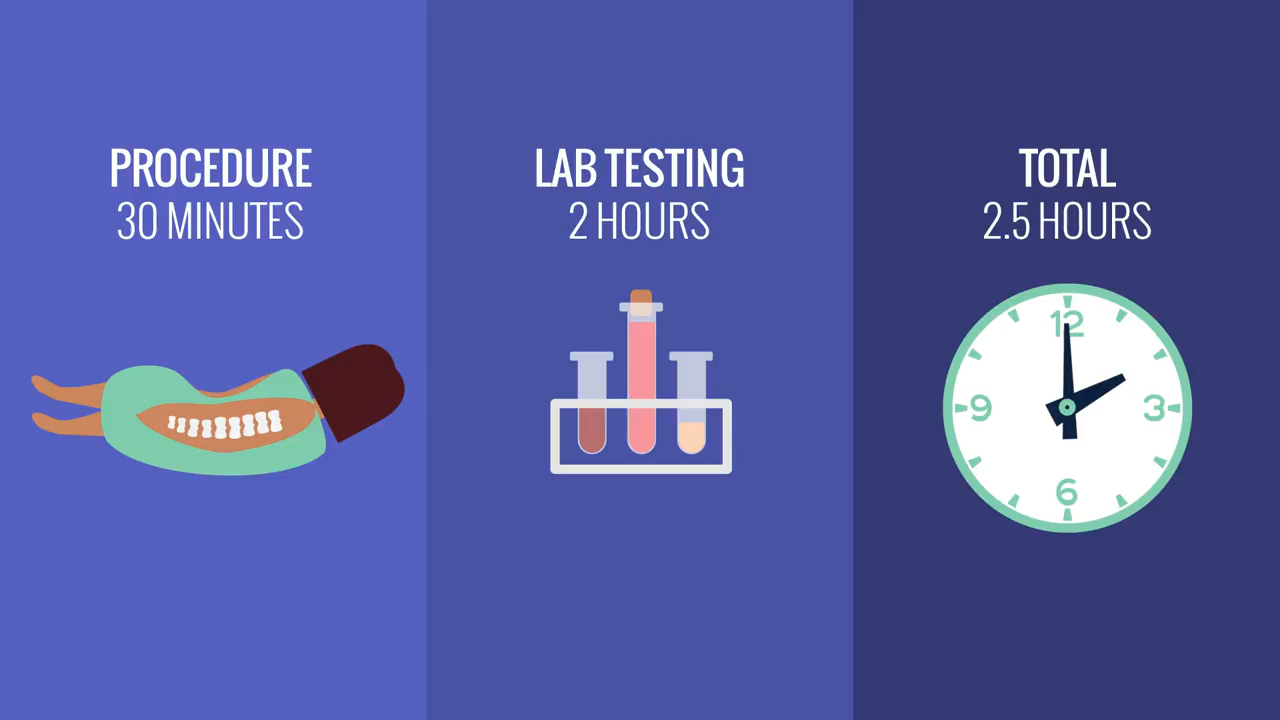 PROCEDURE
30 MINUTES
LAB TESTING
2 HOURS
TOTAL
2.5 HOURS
12
9
3
6